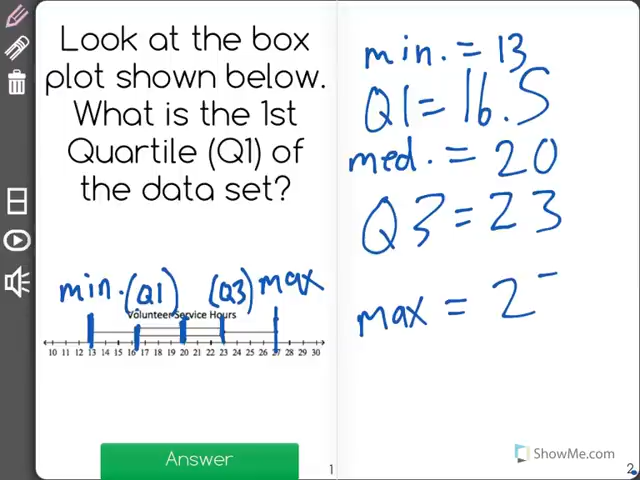 Look at the box
plot shown below.
What is the 1st
Quartile (Q1) of
the data set?
min. (Q1) (Q3) max
Volunteer Service Hours
10 11 12 13 14 15 16 17 18 19 20 21 22 23 24 25 26 27 28 29 30
Answer
1
min. = 13
Q1 = 16.5
med. = 20
Q3 = 23
max = 2
ShowMe.com
2